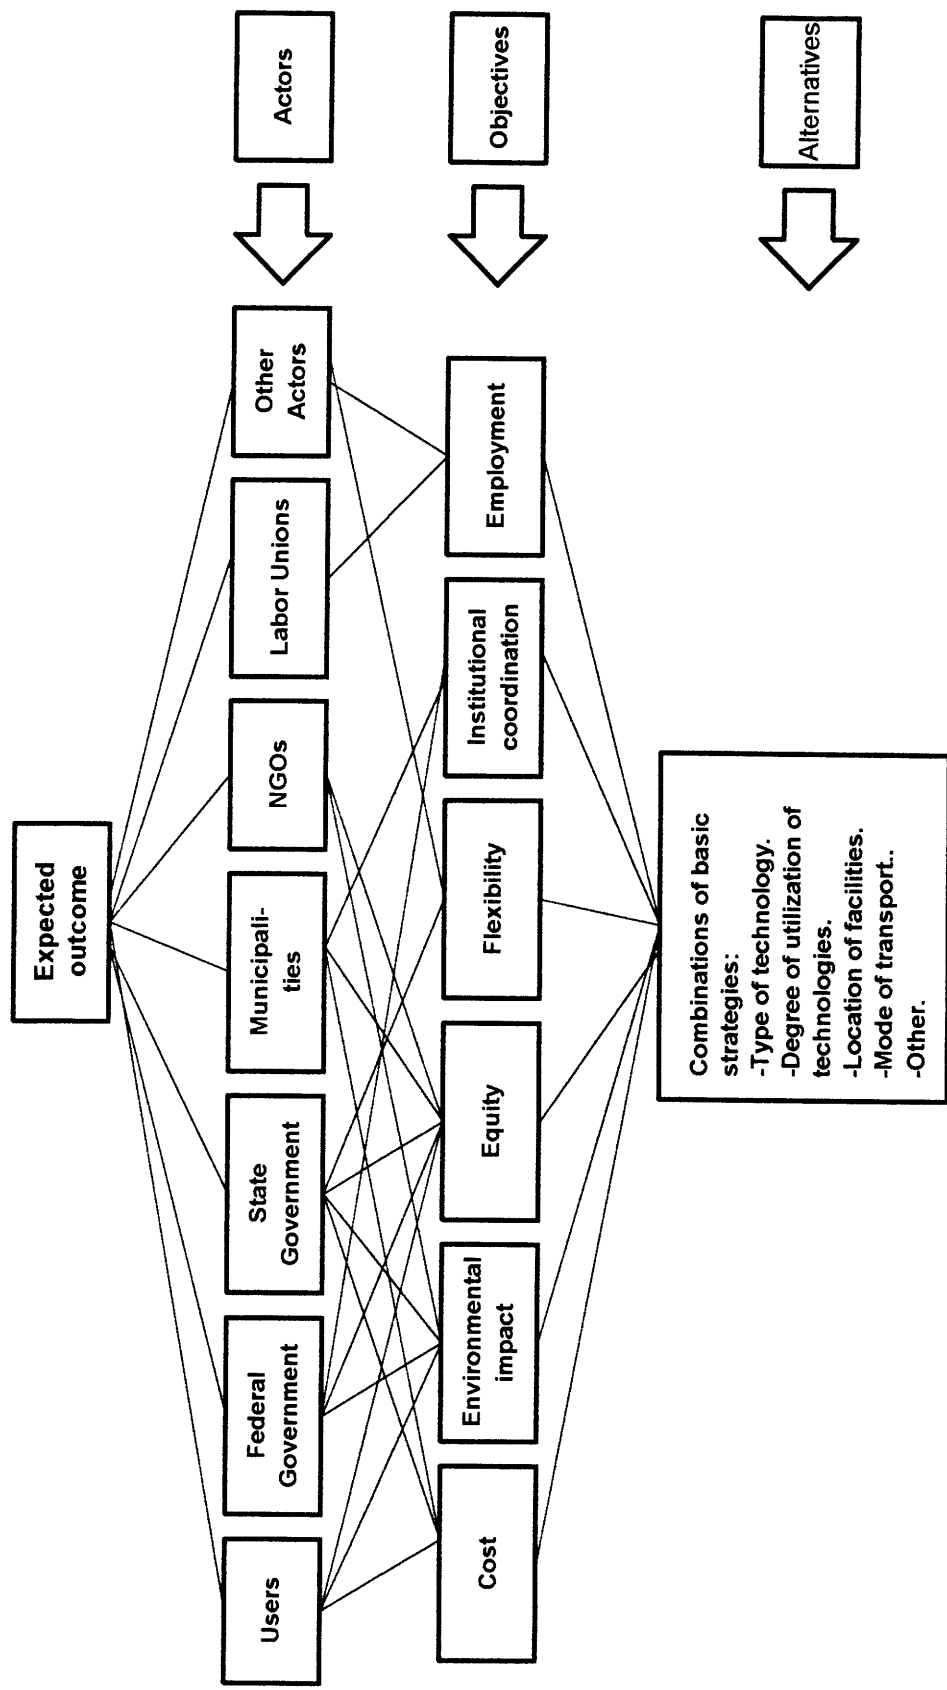 Expected
outcome
Users
Federal
Government
State
Government
Municipali-
ties
NGOs
Labor Unions
Other
Actors
Actors
Cost
Environmental
impact
Equity
Flexibility
Institutional
coordination
Employment
Objectives
Combinations of basic
strategies:
-Type of technology.
-Degree of utilization of
technologies.
-Location of facilities.
-Mode of transport..
-Other.
Alternatives